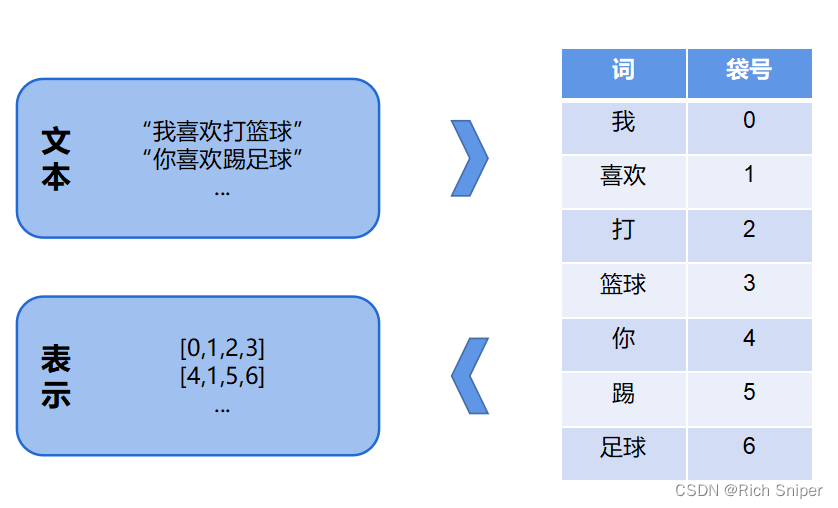 文本
“我喜欢打篮球”
“你喜欢踢足球”
...
词 袋号
我 0
喜欢 1
打 2
篮球 3
你 4
踢 5
足球 6
表示
[0,1,2,3]
[4,1,5,6]
...
CSDN @Rich Sniper